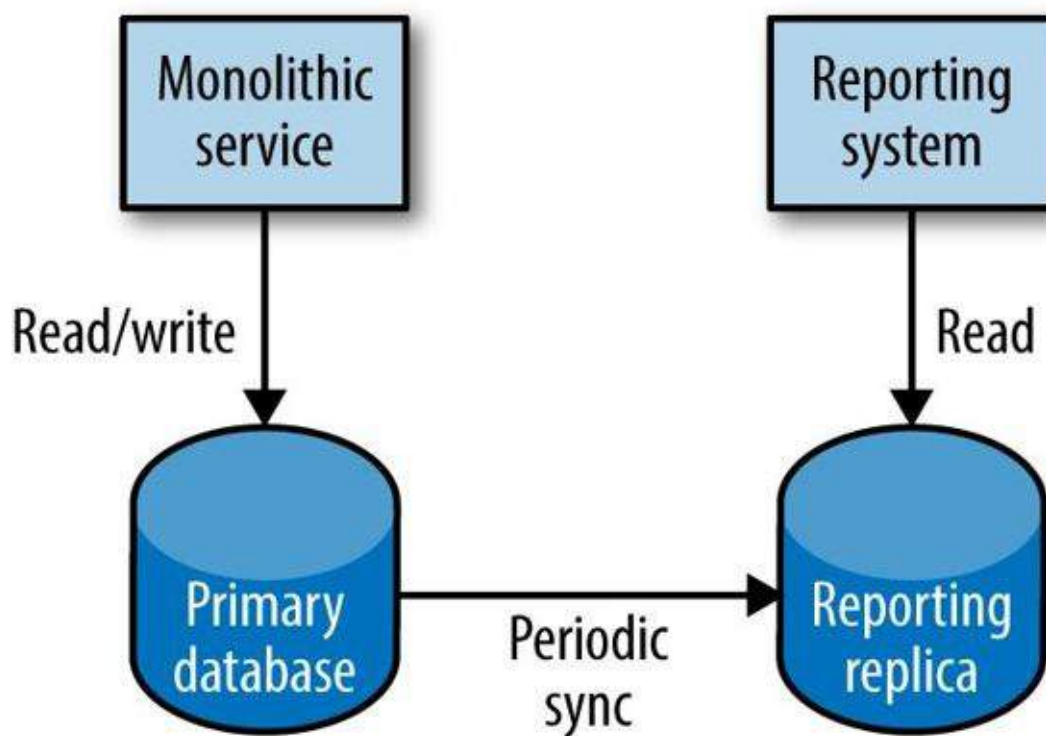 Monolithic
service
Reporting
system
Read/write
Read
Primary
database
Periodic
sync
Reporting
replica